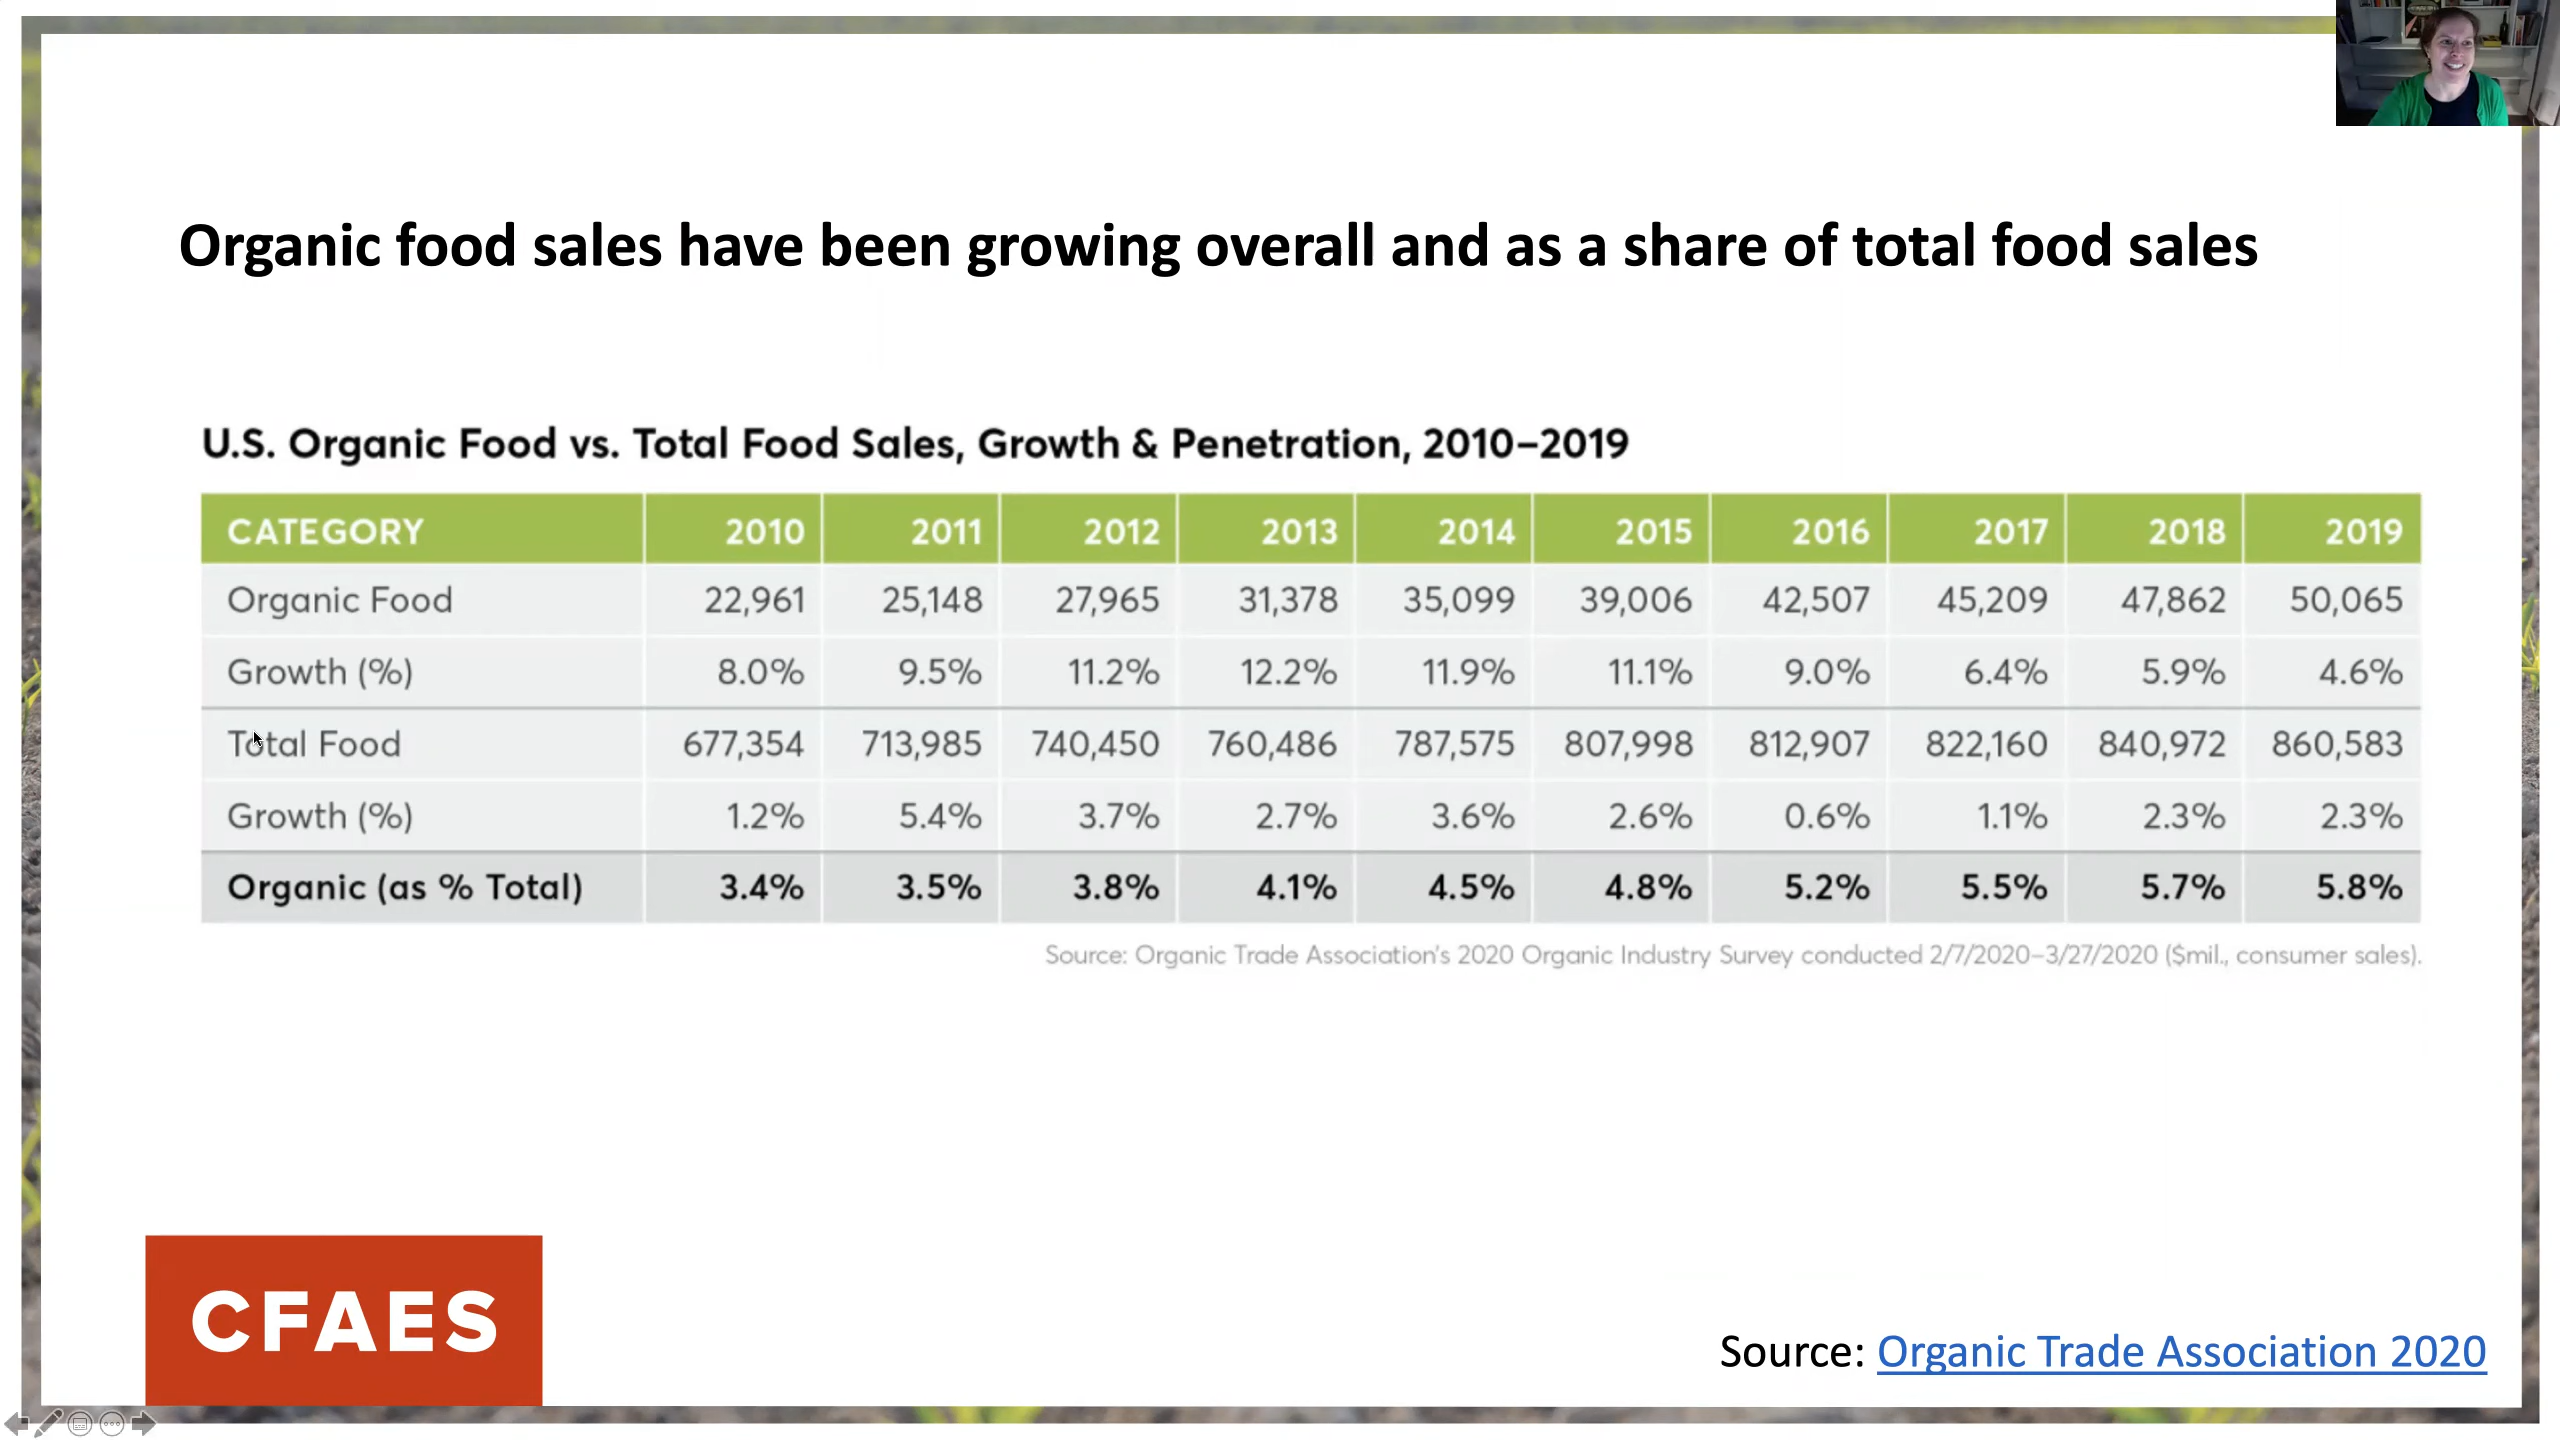 Organic food sales have been growing overall and as a share of total food sales
U.S. Organic Food vs. Total Food Sales, Growth & Penetration, 2010–2019
CATEGORY 2010 2011 2012 2013 2014 2015 2016 2017 2018 2019
Organic Food 22,961 25,148 27,965 31,378 35,099 39,006 42,507 45,209 47,862 50,065
Growth (%) 8.0% 9.5% 11.2% 12.2% 11.9% 11.1% 9.0% 6.4% 5.9% 4.6%
Total Food 677,354 713,985 740,450 760,486 787,575 807,998 812,907 822,160 840,972 860,583
Growth (%) 1.2% 5.4% 3.7% 2.7% 3.6% 2.6% 0.6% 1.1% 2.3% 2.3%
Organic (as % Total) 3.4% 3.5% 3.8% 4.1% 4.5% 4.8% 5.2% 5.5% 5.7% 5.8%
Source: Organic Trade Association's 2020 Organic Industry Survey conducted 2/7/2020–3/27/2020 ($mil., consumer sales).
CFAES
Source: Organic Trade Association 2020